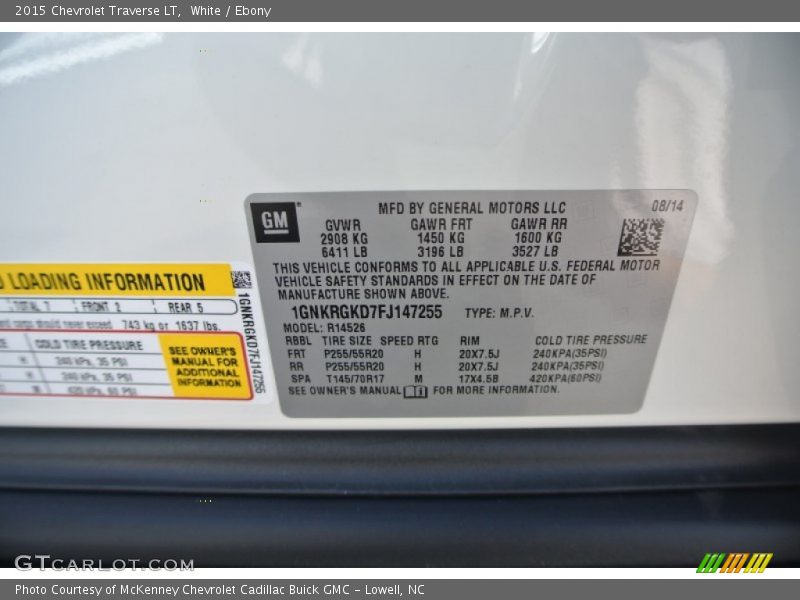 2015 Chevrolet Traverse LT, White / Ebony
GM
MFD BY GENERAL MOTORS LLC 08/14
GVWR GAWR FRT GAWR RR
2908 KG 1450 KG 1600 KG
6411 LB 3196 LB 3527 LB
THIS VEHICLE CONFORMS TO ALL APPLICABLE U.S. FEDERAL MOTOR
VEHICLE SAFETY STANDARDS IN EFFECT ON THE DATE OF
MANUFACTURE SHOWN ABOVE.
1GNKRGKD7FJ147255 TYPE: M.P.V.
MODEL: R14526
RBBL TIRE SIZE SPEED RTG RIM COLD TIRE PRESSURE
FRT P255/55R20 H 20X7.5J 240KPA(35PSI)
RR P255/55R20 H 20X7.5J 240KPA(35PSI)
SPA T145/70R17 M 17X4.5B 420KPA(60PSI)
SEE OWNER'S MANUAL FOR MORE INFORMATION.
LOADING INFORMATION
TOTAL 7 FRONT 2 REAR 5
cargo should never exceed 743 kg or 1637 lbs.
COLD TIRE PRESSURE
240 kPa, 35 PSI
240 kPa, 35 PSI
420 kPa, 60 PSI
SEE OWNER'S
MANUAL FOR
ADDITIONAL
INFORMATION
1GNKRGKD7FJ147255
GTCARLOT.COM
Photo Courtesy of McKenney Chevrolet Cadillac Buick GMC - Lowell, NC